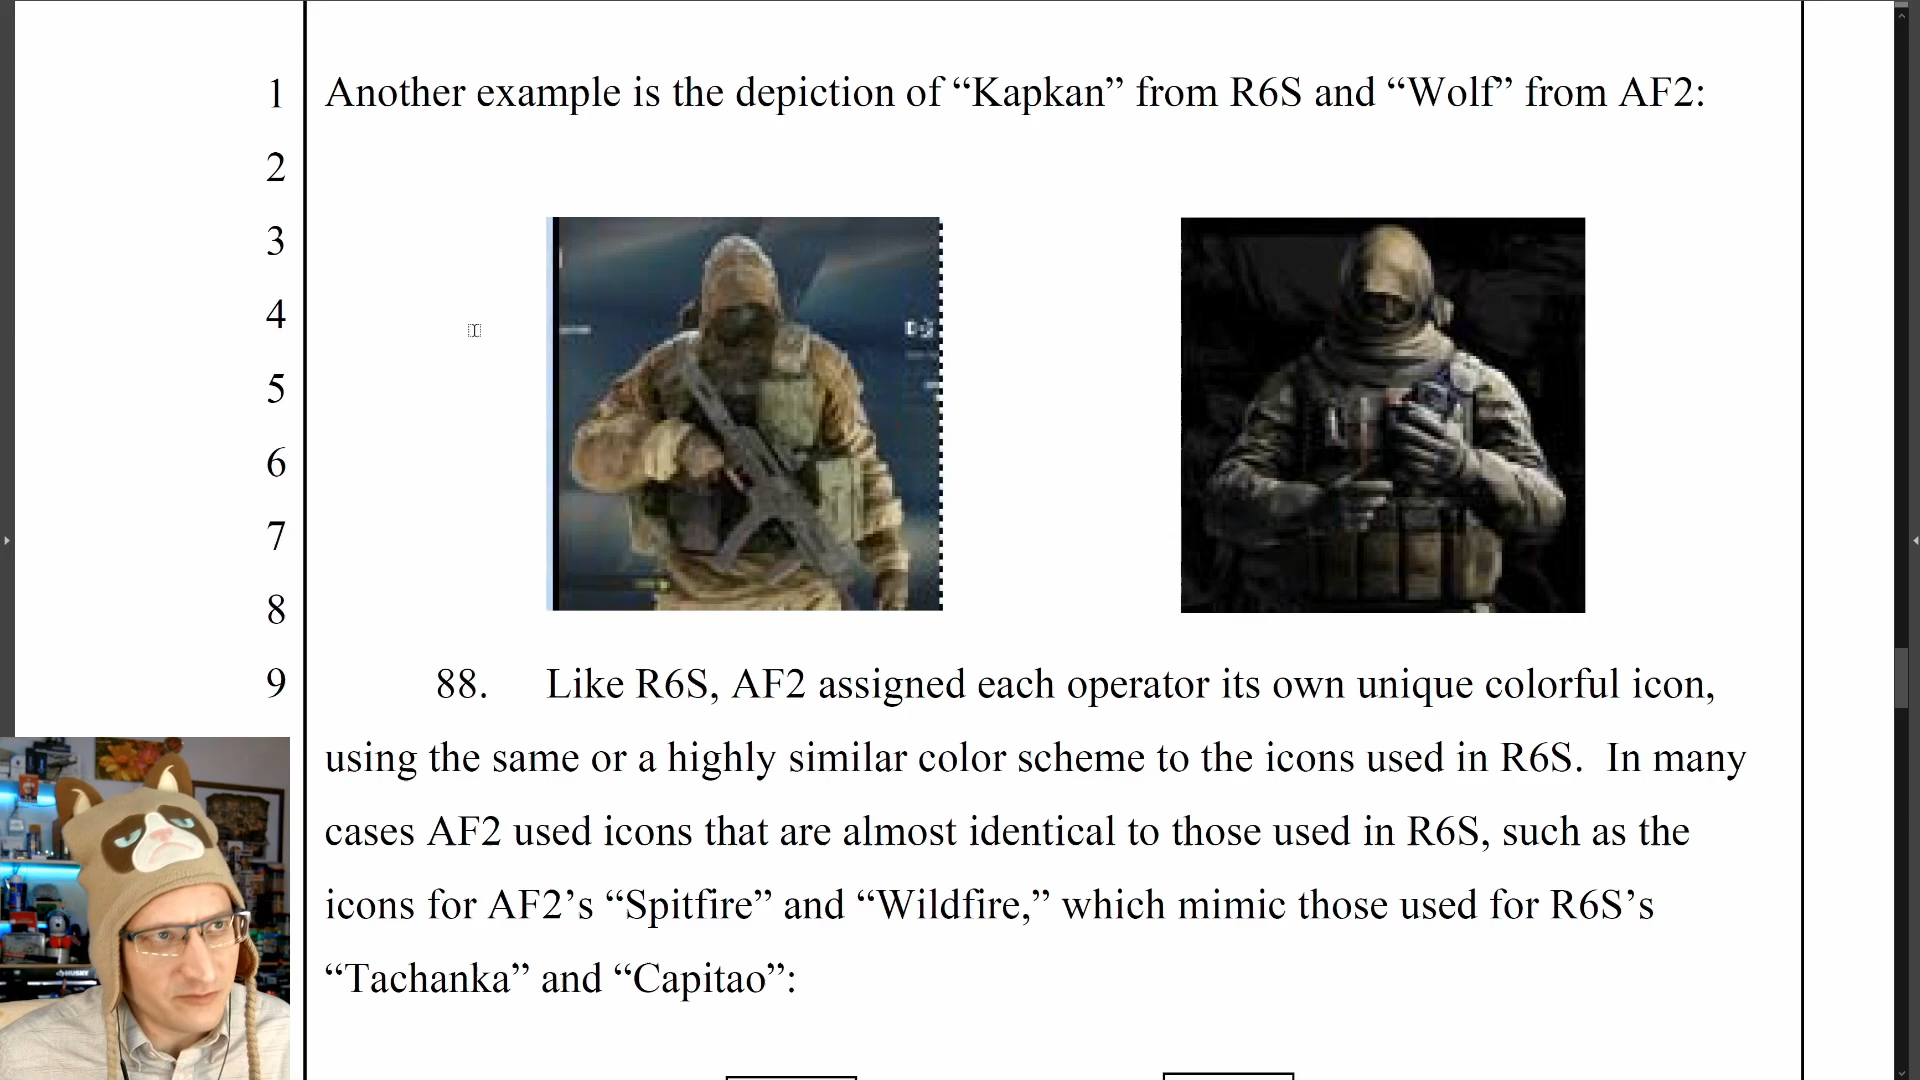 1 Another example is the depiction of “Kapkan” from R6S and “Wolf” from AF2:
2
3
4
5
6
7
8
9 88. Like R6S, AF2 assigned each operator its own unique colorful icon,
using the same or a highly similar color scheme to the icons used in R6S. In many
cases AF2 used icons that are almost identical to those used in R6S, such as the
icons for AF2’s “Spitfire” and “Wildfire,” which mimic those used for R6S’s
“Tachanka” and “Capitao”:
HUSKY